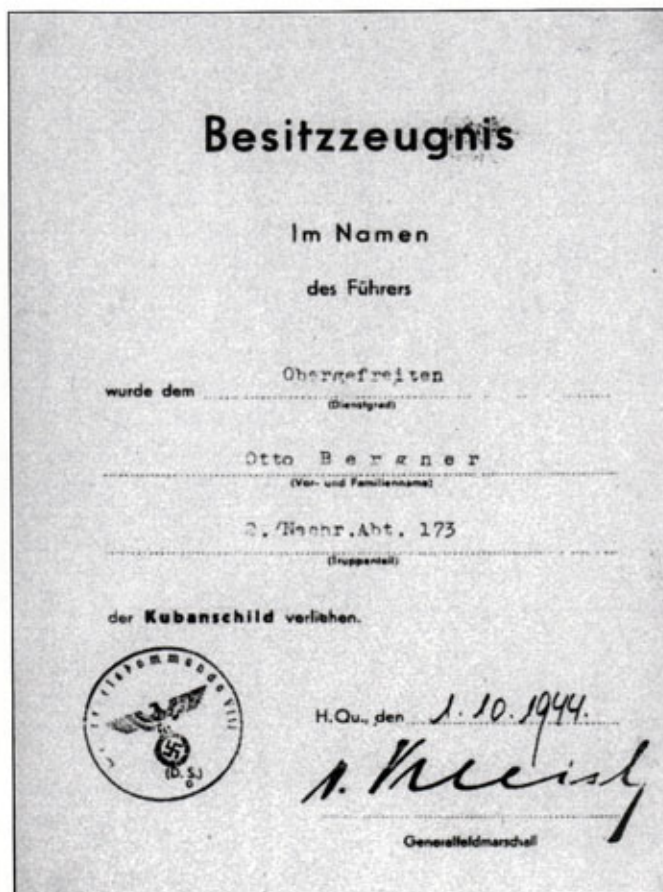 Besitzzeugnis
Im Namen
des Führers
wurde dem Obergefreiten
(Dienstgrad)
Otto Bergner
(Vor- und Familienname)
2./Nachr.Abt. 173
(Truppenteil)
der Kubanschild verliehen.
H.Qu., den 1.10.1944.
v. Kleist
Generalfeldmarschall
(D. S.)